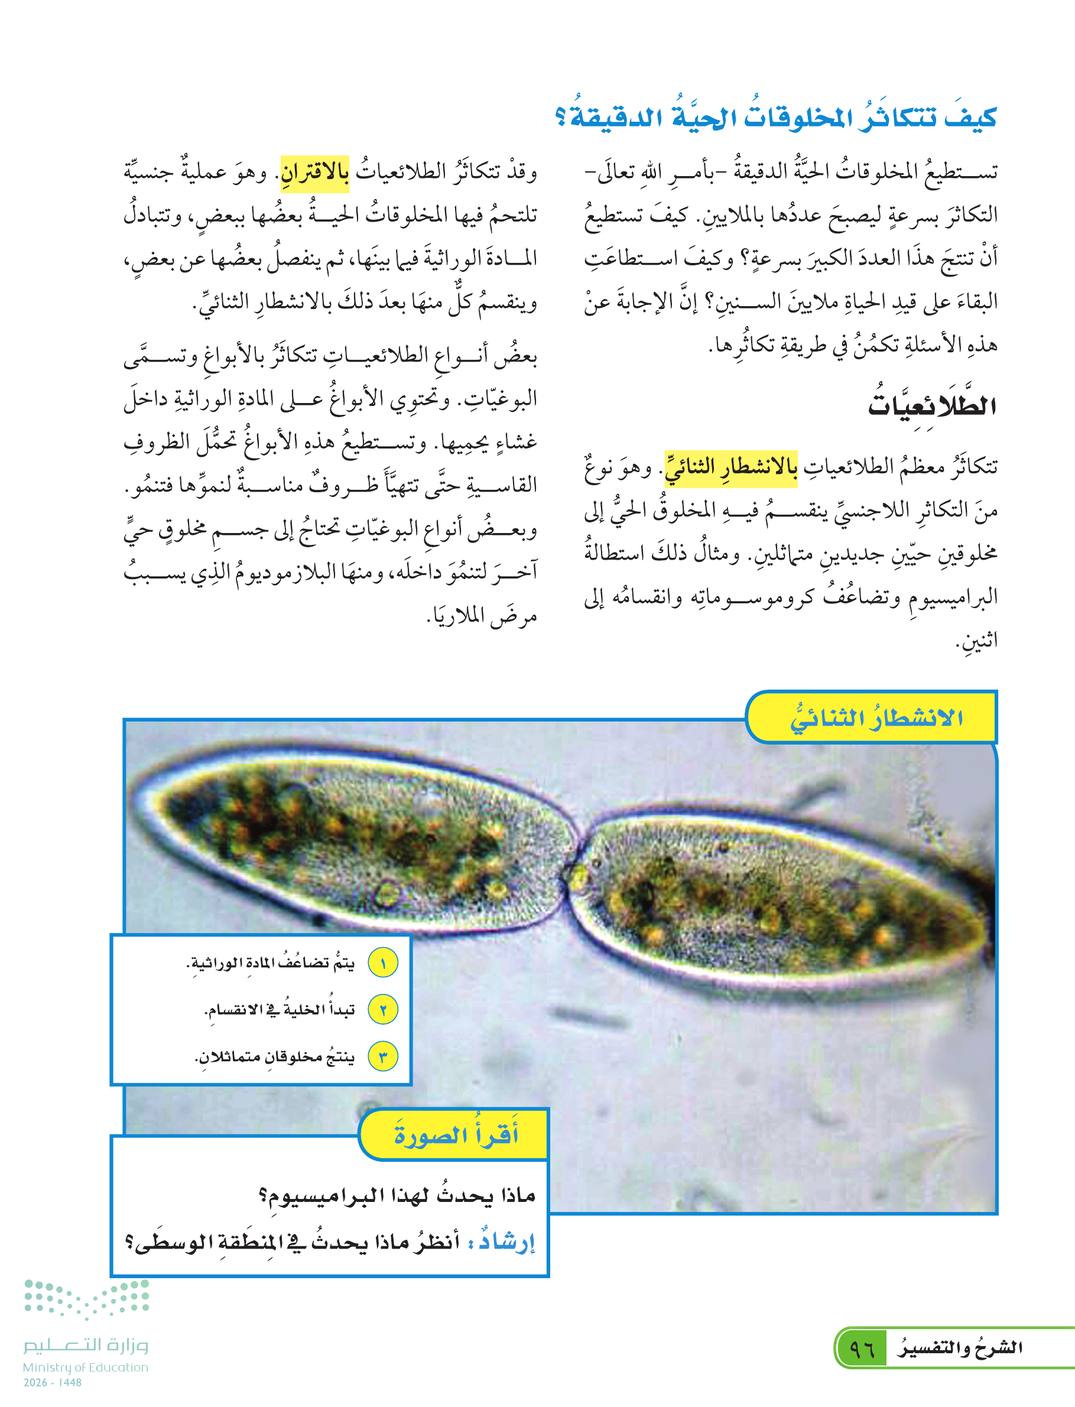 كيفَ تتكاثَرُ المخلوقاتُ الحيَّةُ الدقيقةُ؟
تستطيعُ المخلوقاتُ الحيَّةُ الدقيقةُ -بأمرِ اللهِ تعالَى-
التكاثرَ بسرعةٍ ليصبحَ عددُها بالملايينِ. كيفَ تستطيعُ
أنْ تنتجَ هذَا العددَ الكبيرَ بسرعةٍ؟ وكيفَ استطاعَتِ
البقاءَ على قيدِ الحياةِ ملايينَ السنينِ؟ إنَّ الإجابةَ عنْ
هذهِ الأسئلةِ تكمُنُ في طريقةِ تكاثُرِها.
الطَّلَائِعِيَّاتُ
تتكاثَرُ معظمُ الطلائعياتِ بالانشطارِ الثنائيِّ. وهوَ نوعٌ
منَ التكاثرِ اللاجنسيِّ ينقسمُ فيهِ المخلوقُ الحيُّ إلى
مخلوقينِ حيّينِ جديدينِ متماثلينِ. ومثالُ ذلكَ استطالةُ
البراميسيومِ وتضاعُفُ كروموسوماتِه وانقسامُه إلى
اثنينِ.
وقدْ تتكاثَرُ الطلائعياتُ بالاقترانِ. وهوَ عمليةٌ جنسيَّة
تلتحمُ فيها المخلوقاتُ الحيةُ بعضُها ببعضٍ، وتتبادلُ
المادةَ الوراثيةَ فيما بينَها، ثم ينفصلُ بعضُها عن بعضٍ،
وينقسمُ كلٌّ منهَا بعدَ ذلكَ بالانشطارِ الثنائيِّ.
بعضُ أنواعِ الطلائعياتِ تتكاثَرُ بالأبواغِ وتسمَّى
البوغيّاتِ. وتحتوِي الأبواغُ على المادةِ الوراثيةِ داخلَ
غشاءٍ يحمِيها. وتستطيعُ هذهِ الأبواغُ تحمُّلَ الظروفِ
القاسيةِ حتَّى تتهيَّأَ ظروفٌ مناسبةٌ لنموِّها فتنمُو.
وبعضُ أنواعِ البوغيّاتِ تحتاجُ إلى جسمِ مخلوقٍ حيٍّ
آخرَ لتنمُوَ داخلَه، ومنهَا البلازموديومُ الذِي يسببُ
مرضَ الملاريَا.
الانشطارُ الثنائيُّ
١ يتمُّ تضاعُفُ المادةِ الوراثيةِ.
٢ تبدأُ الخليةُ في الانقسامِ.
٣ ينتجُ مخلوقانِ متماثلانِ.
أَقرأُ الصورةَ
ماذا يحدثُ لهذا البراميسيومِ؟
إرشادٌ: أنظرُ ماذا يحدثُ في المِنطَقةِ الوسطَى؟
وزارة التعليم
Ministry of Education
2026 - 1448
الشرحُ والتفسيرُ ٩٦